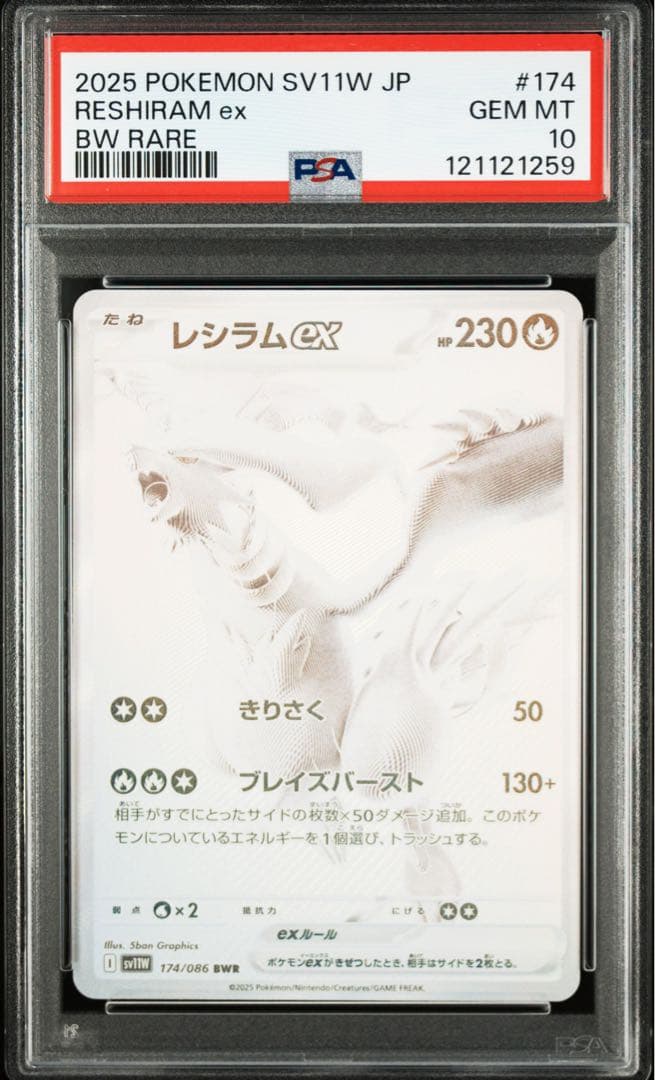 2025 POKEMON SV11W JP #174
RESHIRAM ex GEM MT
BW RARE 10
PSA 121121259
たね レシラムex HP230
きりさく 50
ブレイズバースト 130+
相手がすでにとったサイドの枚数×50ダメージ追加。このポケ
モンについているエネルギーを1個選び、トラッシュする。
弱点 ×2 抵抗力 にげる
exルール
ポケモンexがきぜつしたとき、相手はサイドを2枚とる。
Illus. 5ban Graphics
I sv11W 174/086 BWR
©2025 Pokémon/Nintendo/Creatures/GAME FREAK.
PSA